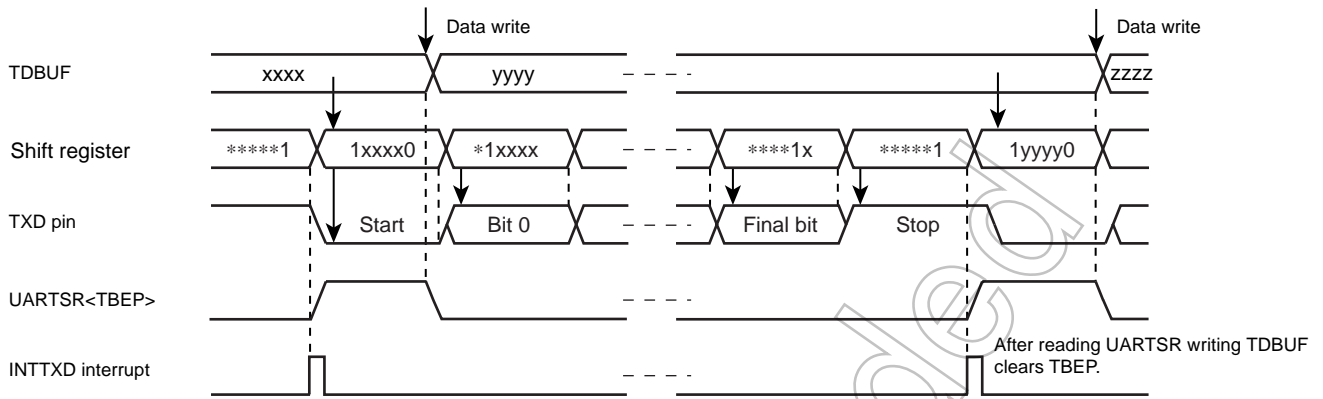 Data write Data write
TDBUF xxxx yyyy zzzz
Shift register *****1 1xxxx0 *1xxxx ****1x *****1 1yyyy0
TXD pin Start Bit 0 Final bit Stop
UARTSR<TBEP>
INTTXD interrupt
After reading UARTSR writing TDBUF
clears TBEP.